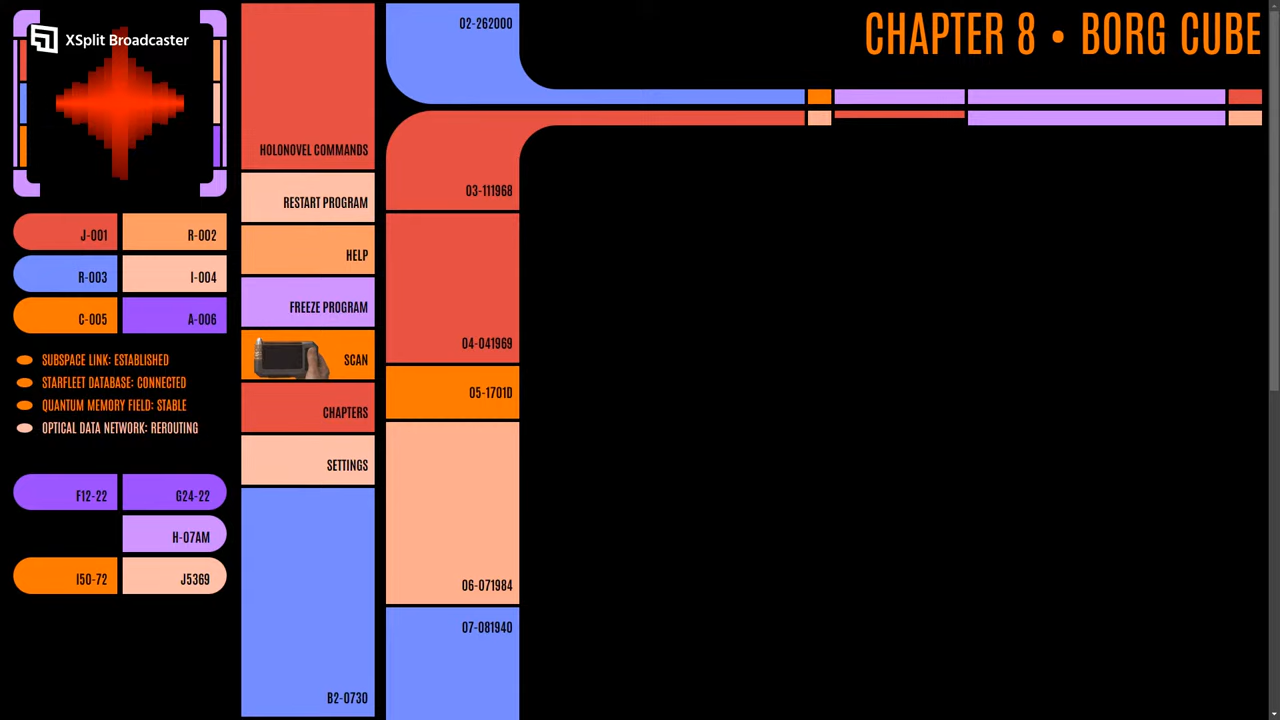 XSplit Broadcaster
J-001
R-002
R-003
I-004
C-005
A-006
SUBSPACE LINK: ESTABLISHED
STARFLEET DATABASE: CONNECTED
QUANTUM MEMORY FIELD: STABLE
OPTICAL DATA NETWORK: REROUTING
F12-22
G24-22
H-07AM
I50-72
J5369
HOLONOVEL COMMANDS
RESTART PROGRAM
HELP
FREEZE PROGRAM
SCAN
CHAPTERS
SETTINGS
B2-0730
02-262000
03-111968
04-041969
05-1701D
06-071984
07-081940
CHAPTER 8 • BORG CUBE